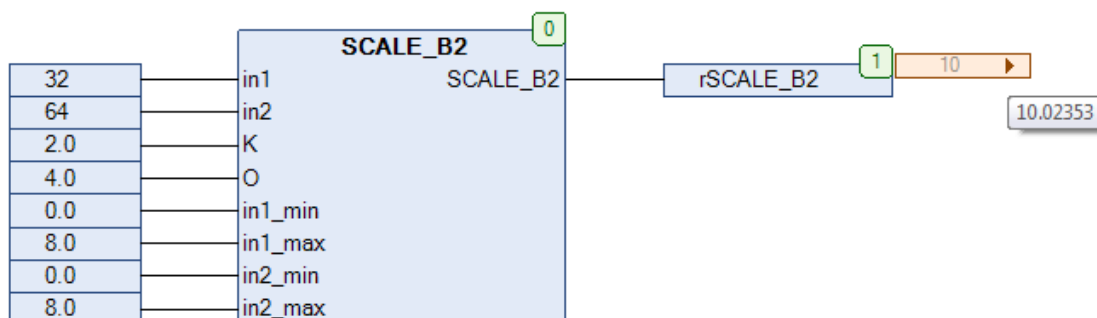 0
SCALE_B2
32 in1 SCALE_B2 rSCALE_B2 1 10
64 in2 10.02353
2.0 K
4.0 O
0.0 in1_min
8.0 in1_max
0.0 in2_min
8.0 in2_max